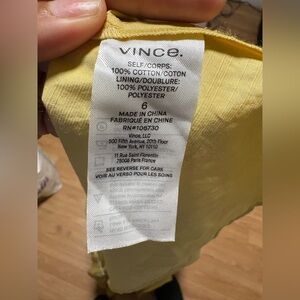 VINCE.
SELF/CORPS:
100% COTTON/COTON
LINING/DOUBLURE:
100% POLYESTER/
POLYESTER
6
MADE IN CHINA
FABRIQUÉ EN CHINE
RN#106730
Vince, LLC
500 Fifth Avenue, 20th Floor
New York, NY 10110
11 Rue Saint Florentin
75008 Paris France
SEE REVERSE FOR CARE
VOIR AU VERSO POUR LES SOINS